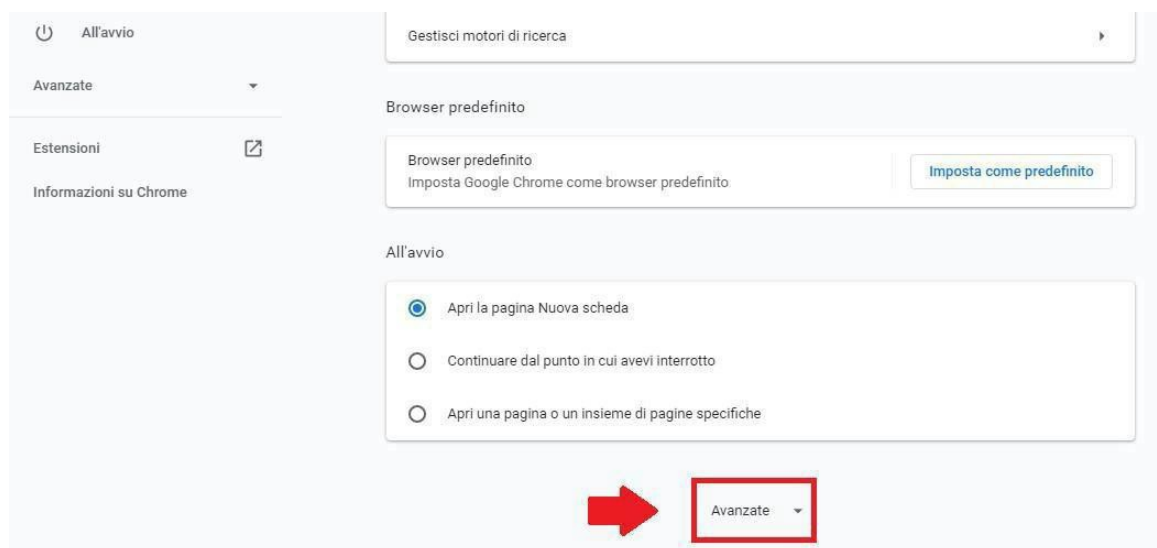 All'avvio
Avanzate
Estensioni
Informazioni su Chrome
Gestisci motori di ricerca
Browser predefinito
Browser predefinito
Imposta Google Chrome come browser predefinito
Imposta come predefinito
All'avvio
Apri la pagina Nuova scheda
Continuare dal punto in cui avevi interrotto
Apri una pagina o un insieme di pagine specifiche
Avanzate